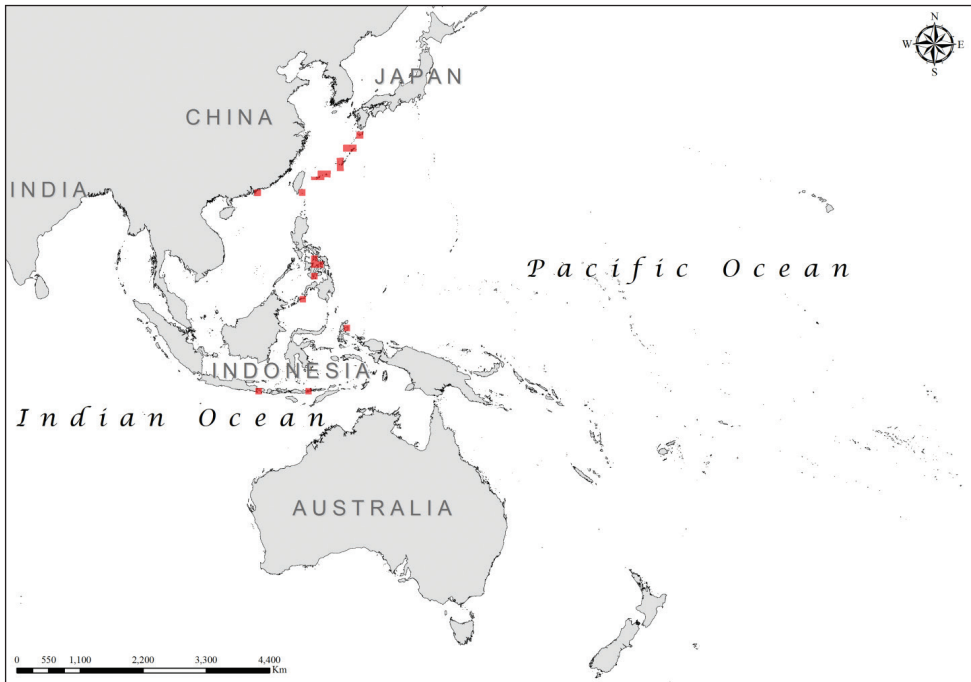 N
W E
S
JAPAN
CHINA
INDIA
Pacific Ocean
INDONESIA
Indian Ocean
AUSTRALIA
0 550 1,100 2,200 3,300 4,400
Km